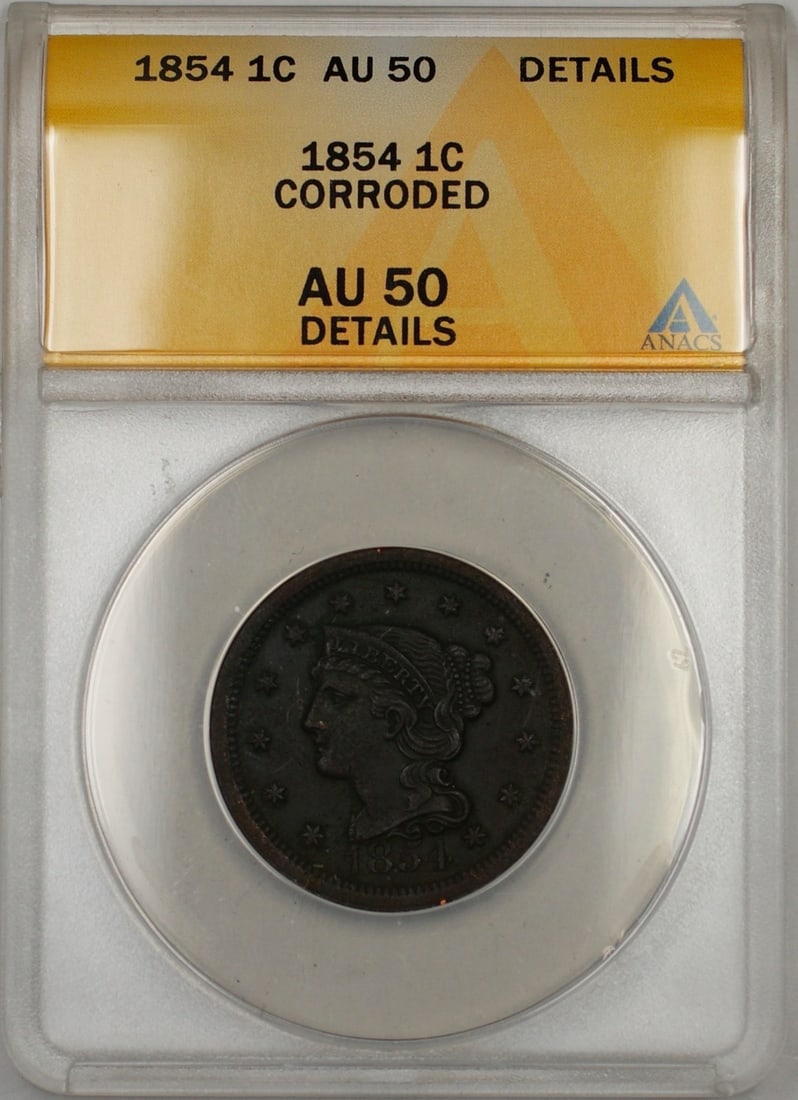 1854 1C AU 50 DETAILS
1854 1C
CORRODED
AU 50
DETAILS
ANACS
LIBERTY
1854